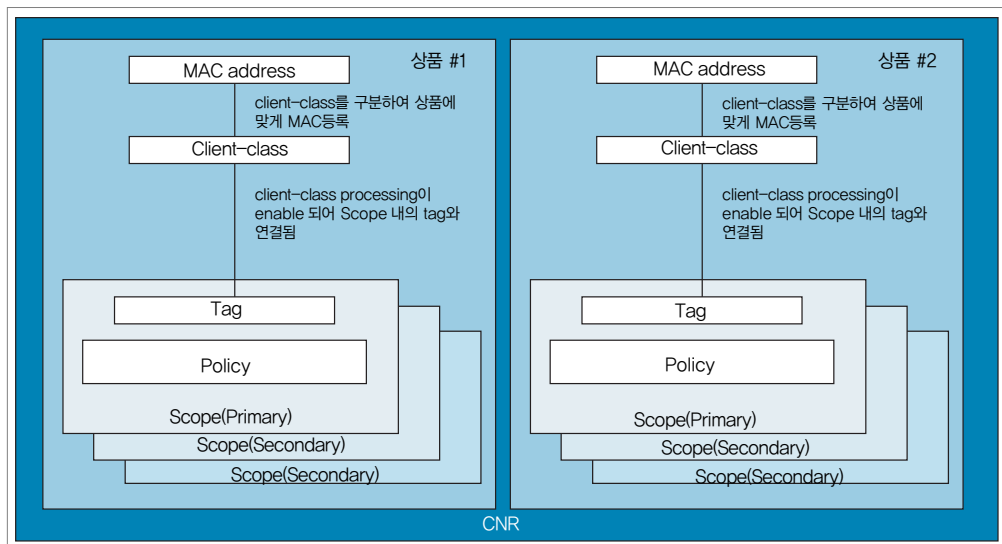 상품 #1
MAC address
client-class를 구분하여 상품에
맞게 MAC등록
Client-class
client-class processing이
enable 되어 Scope 내의 tag와
연결됨
Tag
Policy
Scope(Primary)
Scope(Secondary)
Scope(Secondary)
상품 #2
MAC address
client-class를 구분하여 상품에
맞게 MAC등록
Client-class
client-class processing이
enable 되어 Scope 내의 tag와
연결됨
Tag
Policy
Scope(Primary)
Scope(Secondary)
Scope(Secondary)
CNR